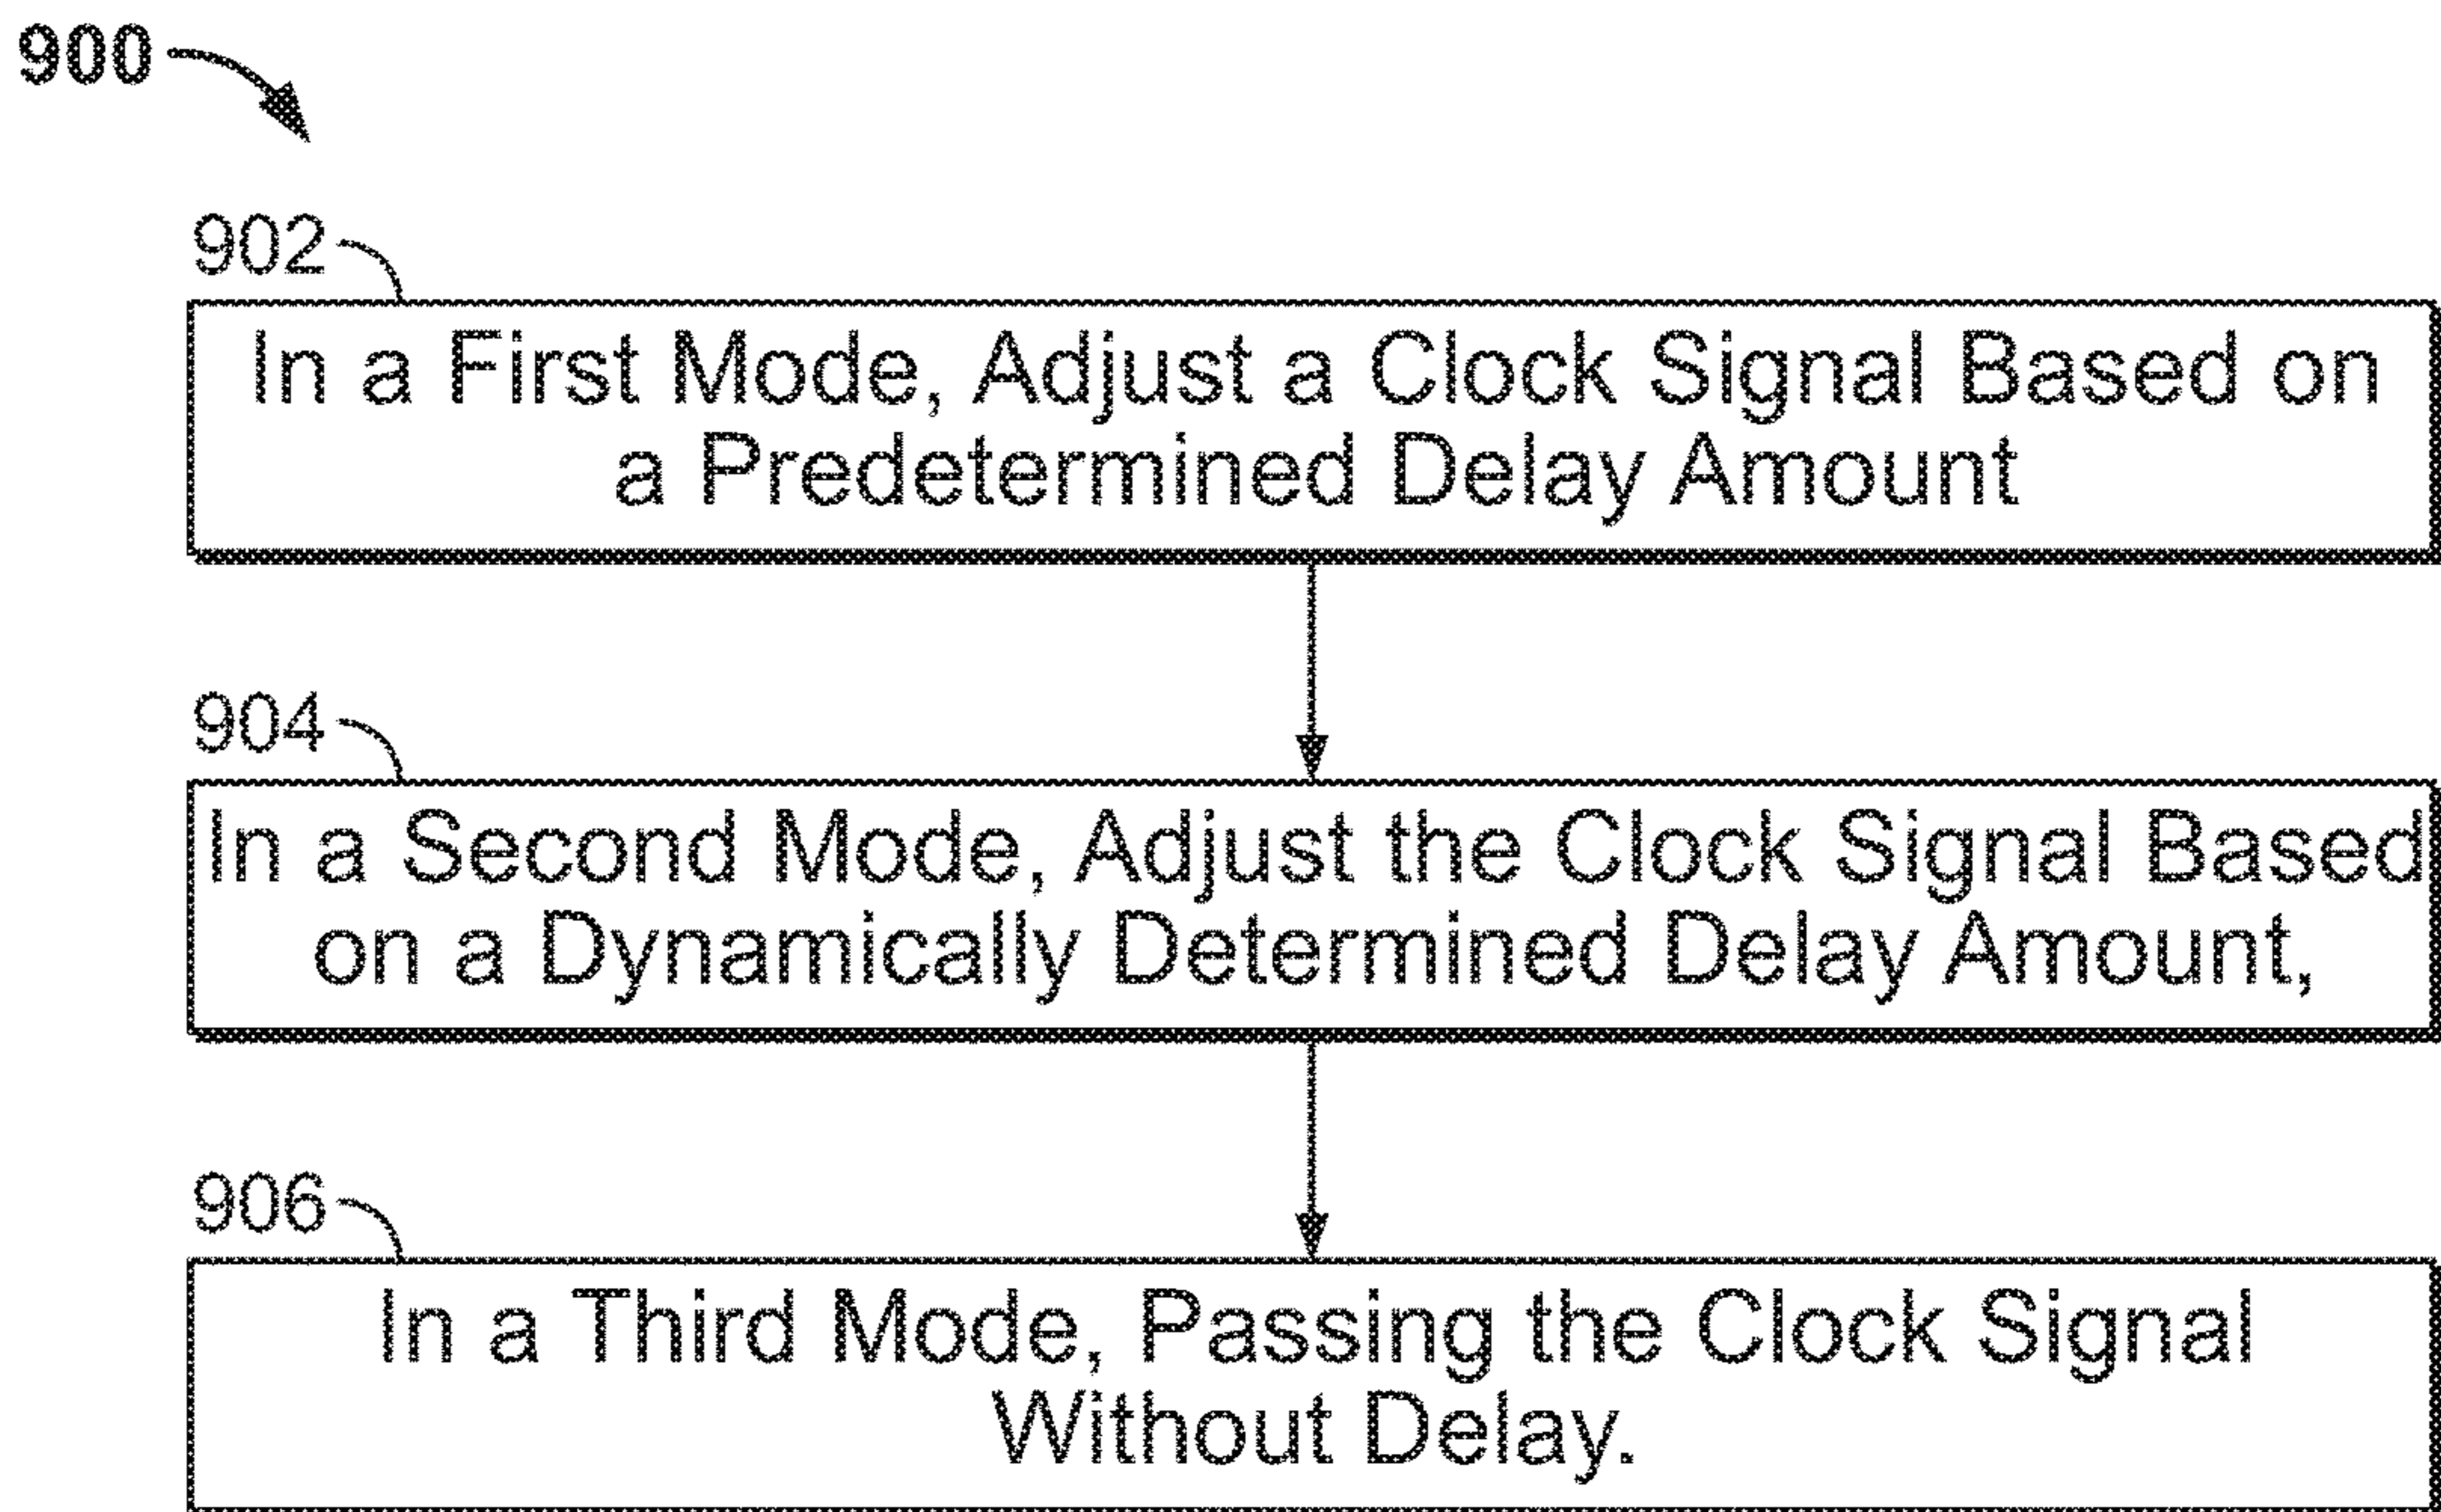 900
902
In a First Mode, Adjust a Clock Signal Based on
a Predetermined Delay Amount
904
In a Second Mode, Adjust the Clock Signal Based
on a Dynamically Determined Delay Amount,
906
In a Third Mode, Passing the Clock Signal
Without Delay.